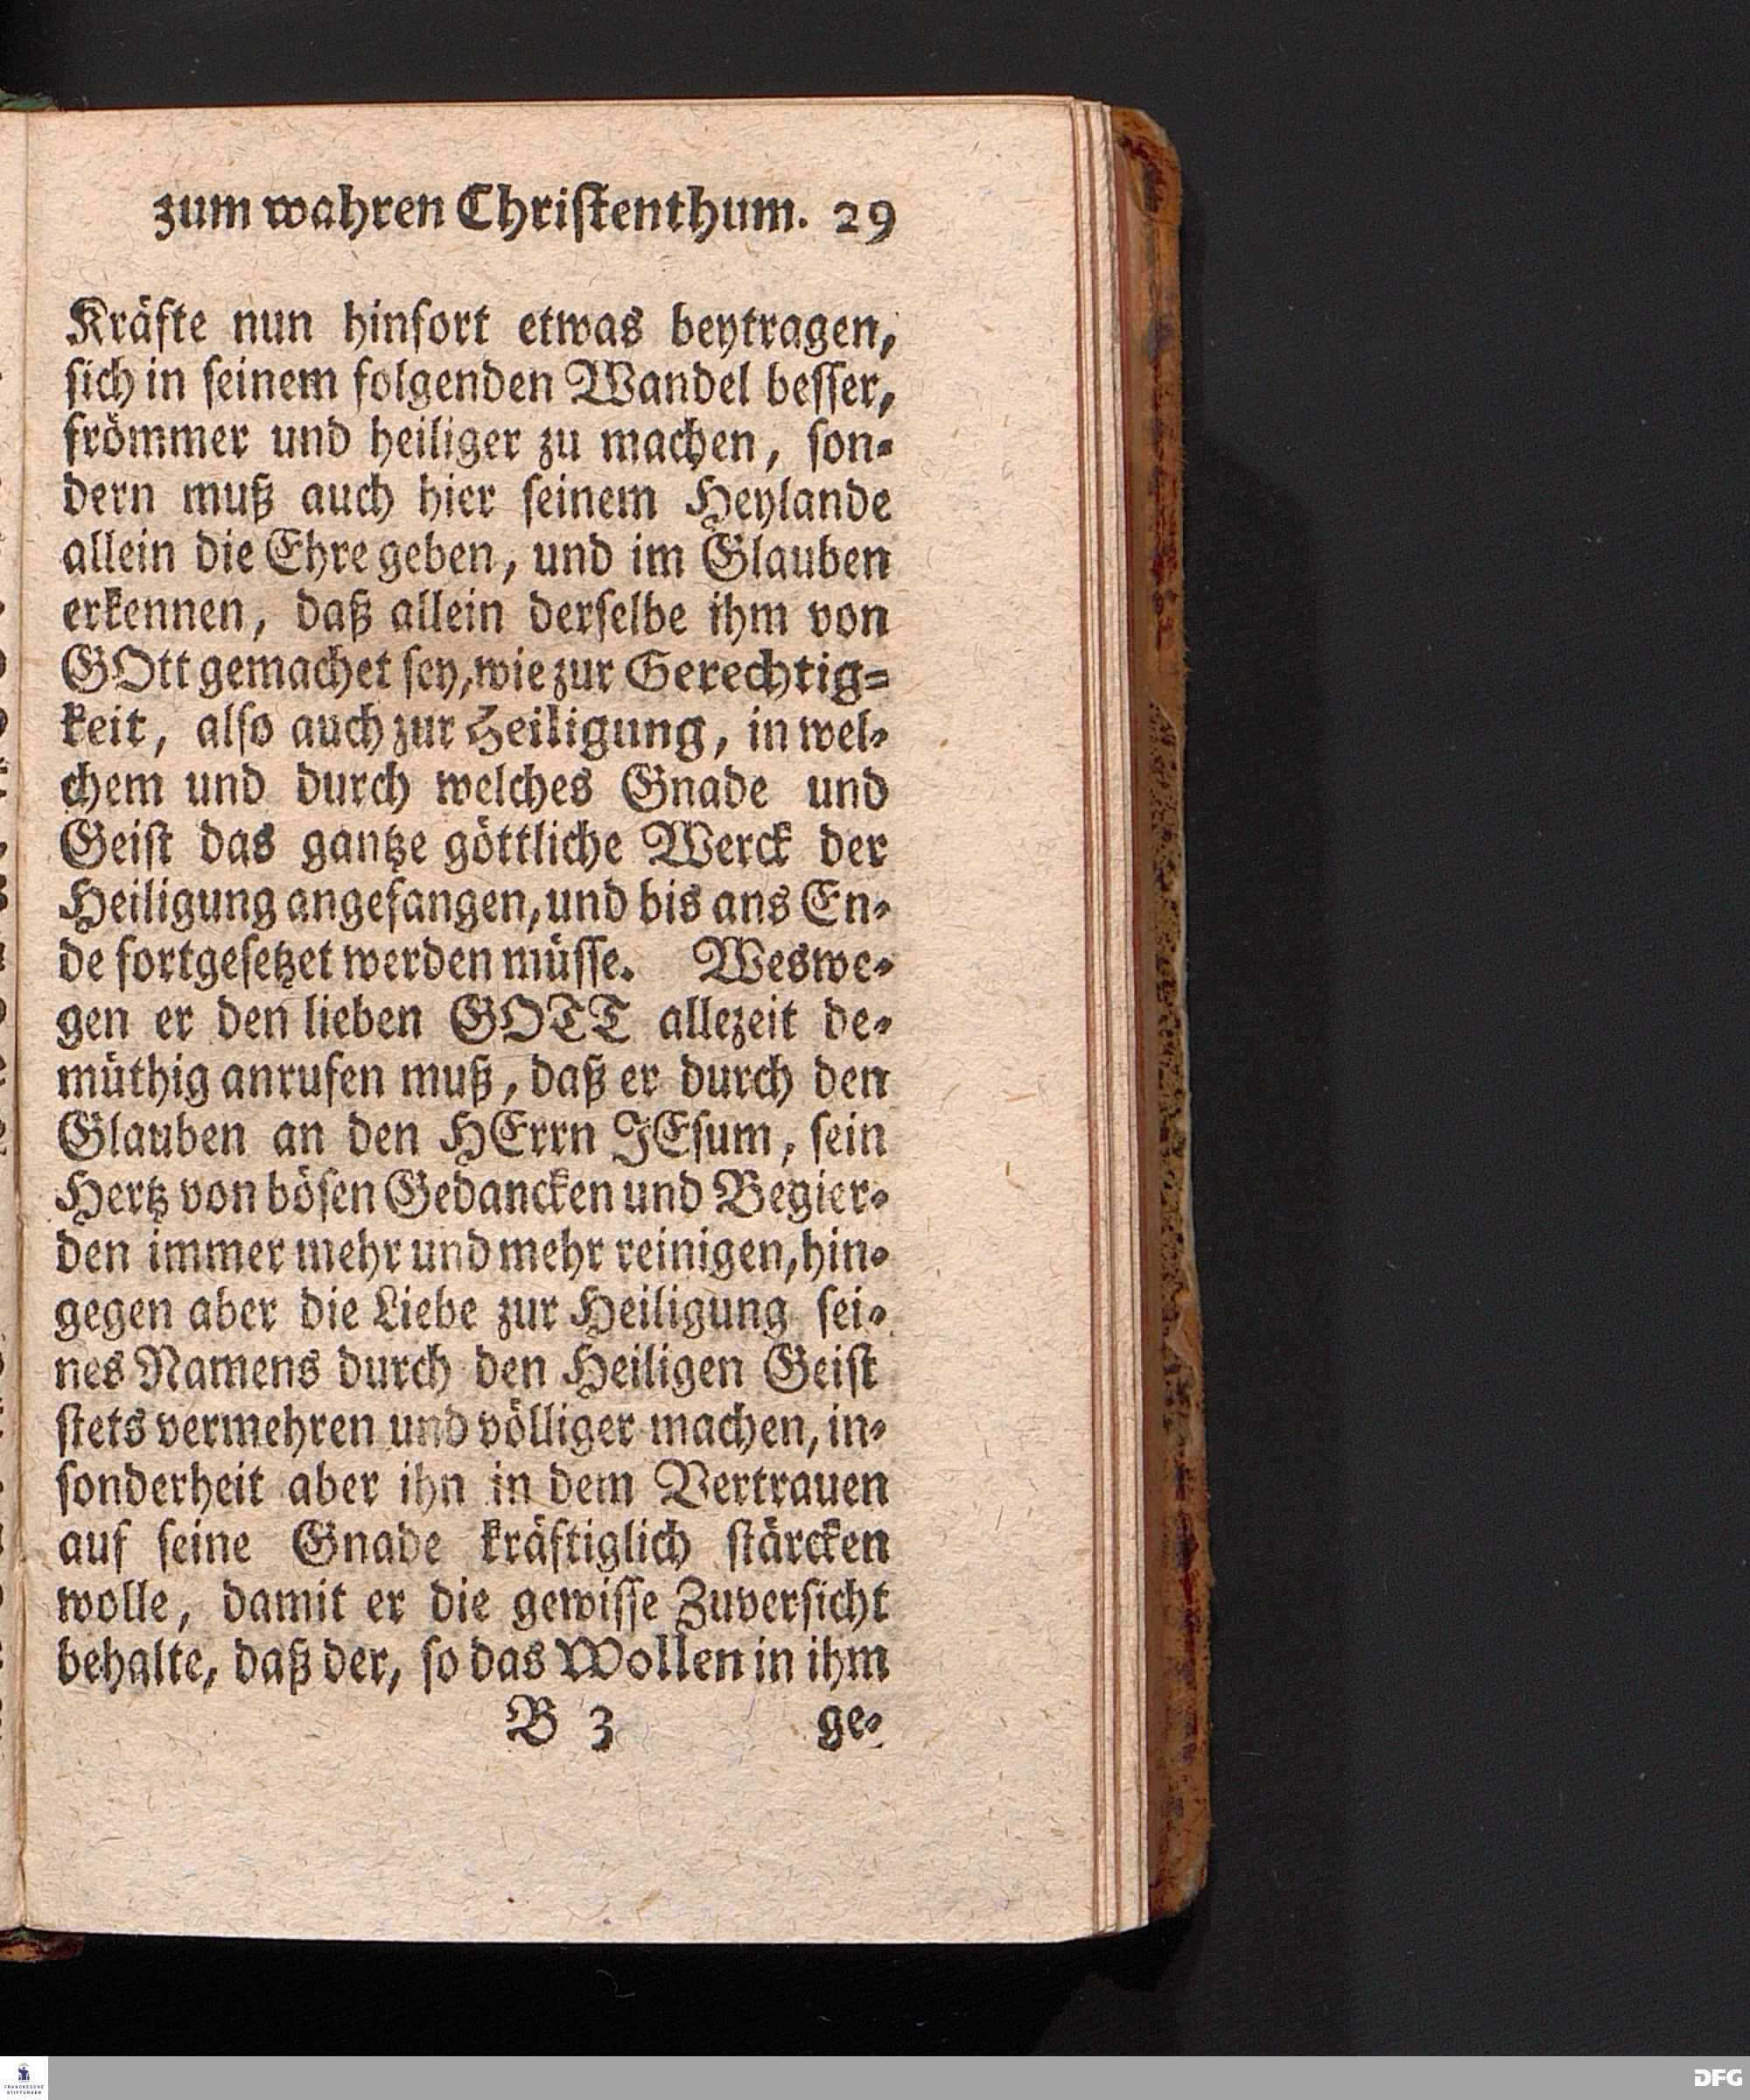 zum wahren Christenthum. 29
Kräfte nun hinfort etwas beytragen,
sich in seinem folgenden Wandel besser,
frömmer und heiliger zu machen, son-
dern muß auch hier seinem Heylande
allein die Ehre geben, und im Glauben
erkennen, daß allein derselbe ihm von
GOtt gemachet sey, wie zur Gerechtig-
keit, also auch zur Heiligung, in wel-
chem und durch welches Gnade und
Geist das gantze göttliche Werck der
Heiligung angefangen, und bis ans En-
de fortgesetzet werden müsse. Weswe-
gen er den lieben GOTT allezeit de-
müthig anrufen muß, daß er durch den
Glauben an den HErrn JEsum, sein
Hertz von bösen Gedancken und Begier-
den immer mehr und mehr reinigen, hin-
gegen aber die Liebe zur Heiligung sei-
nes Namens durch den Heiligen Geist
stets vermehren und völliger machen, in-
sonderheit aber ihn in dem Vertrauen
auf seine Gnade kräftiglich stärcken
wolle, damit er die gewisse Zuversicht
behalte, daß der, so das Wollen in ihm
B 3 ge-
FRANCKESCHE
STIFTUNGEN
DFG